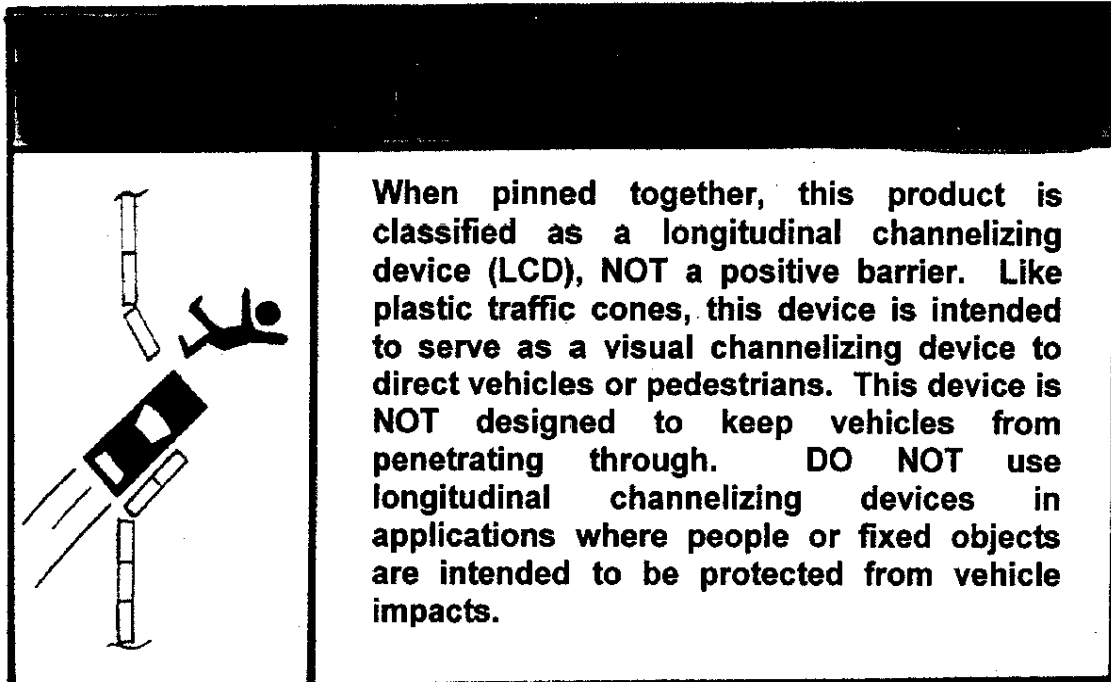 When pinned together, this product is
classified as a longitudinal channelizing
device (LCD), NOT a positive barrier. Like
plastic traffic cones, this device is intended
to serve as a visual channelizing device to
direct vehicles or pedestrians. This device is
NOT designed to keep vehicles from
penetrating through. DO NOT use
longitudinal channelizing devices in
applications where people or fixed objects
are intended to be protected from vehicle
impacts.